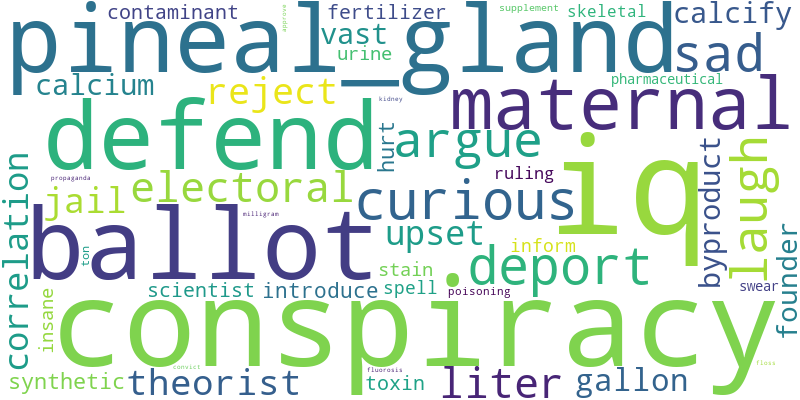 contaminant
approve
fertilizer
supplement
skeletal
calcify
pineal_gland
vast
sad
urine
calcium
reject
pharmaceutical
maternal
kidney
defend
argue
hurt
iq
byproduct
laugh
correlation
propaganda
jail
electoral
ruling
curious
ballot
milligram
upset
inform
founder
ton
stain
deport
scientist
introduce
spell
poisoning
swear
insane
conspiracy
synthetic
theorist
convict
fluorosis
toxin
liter
gallon
floss